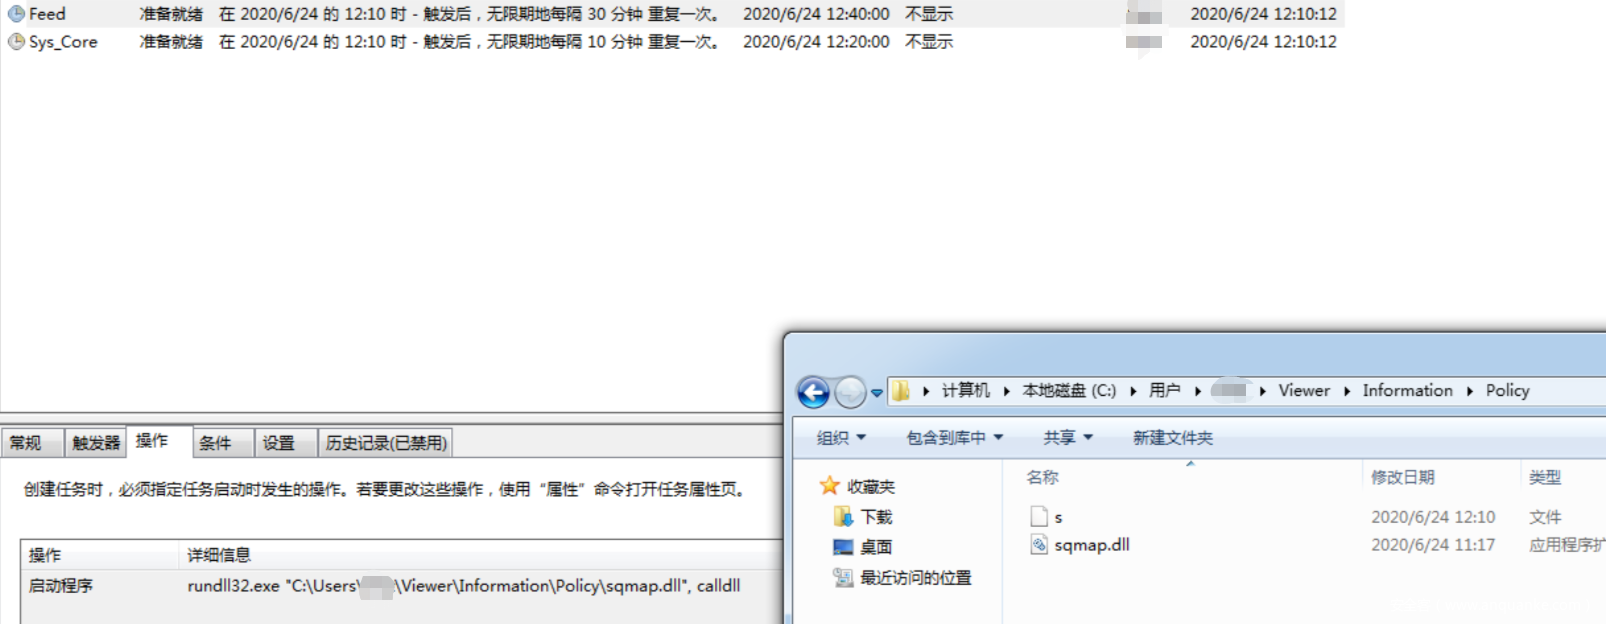 Feed 准备就绪 在 2020/6/24 的 12:10 时 - 触发后，无限期地每隔 30 分钟 重复一次。 2020/6/24 12:40:00 不显示 2020/6/24 12:10:12
Sys_Core 准备就绪 在 2020/6/24 的 12:10 时 - 触发后，无限期地每隔 10 分钟 重复一次。 2020/6/24 12:20:00 不显示 2020/6/24 12:10:12
常规 触发器 操作 条件 设置 历史记录(已禁用)
创建任务时，必须指定任务启动时发生的操作。若要更改这些操作，使用“属性”命令打开任务属性页。
操作 详细信息
启动程序 rundll32.exe "C:\Users\ \Viewer\Information\Policy\sqmap.dll", calldll
计算机 本地磁盘 (C:) 用户 Viewer Information Policy
组织 包含到库中 共享 新建文件夹
名称 修改日期 类型
收藏夹
下载
桌面
最近访问的位置
s 2020/6/24 12:10 文件
sqmap.dll 2020/6/24 11:17 应用程序扩